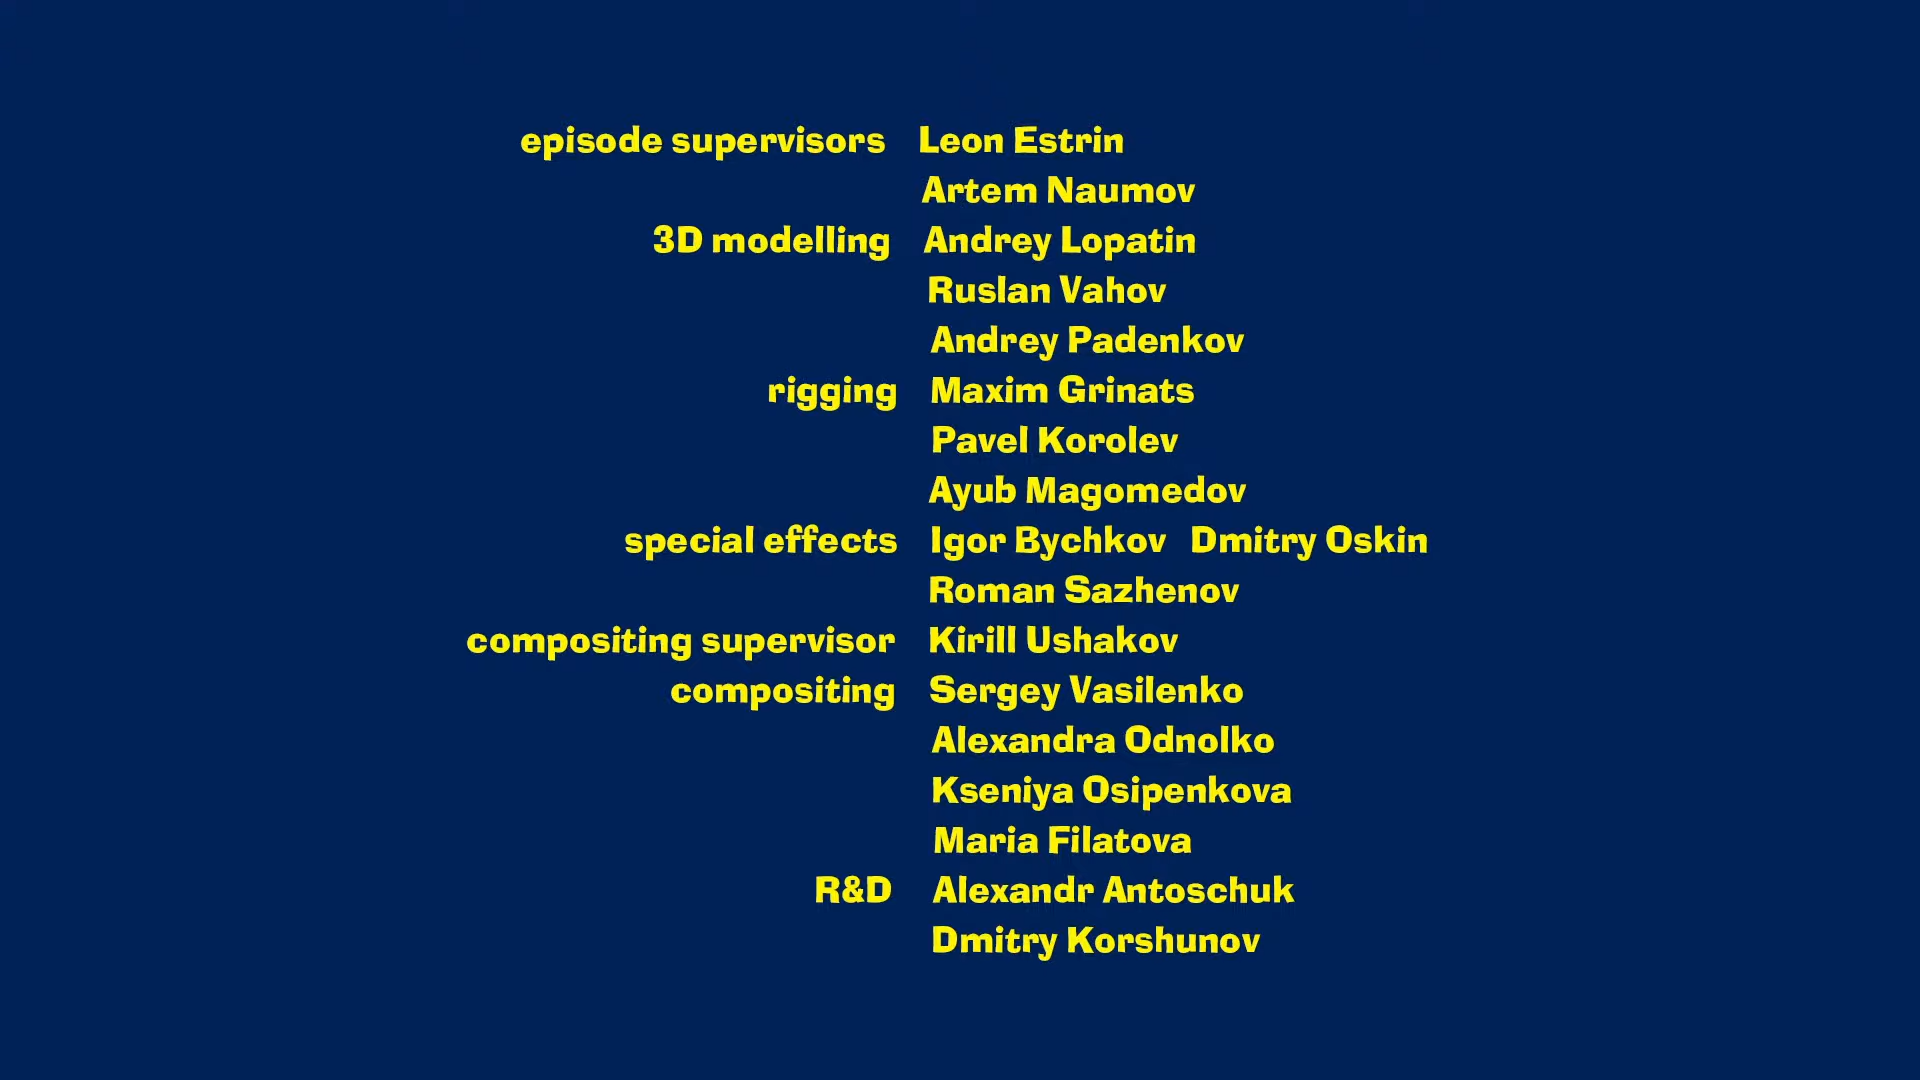 episode supervisors Leon Estrin
Artem Naumov
3D modelling Andrey Lopatin
Ruslan Vahov
Andrey Padenkov
rigging Maxim Grinats
Pavel Korolev
Ayub Magomedov
special effects Igor Bychkov Dmitry Oskin
Roman Sazhenov
compositing supervisor Kirill Ushakov
compositing Sergey Vasilenko
Alexandra Odnolko
Kseniya Osipenkova
Maria Filatova
R&D Alexandr Antoschuk
Dmitry Korshunov